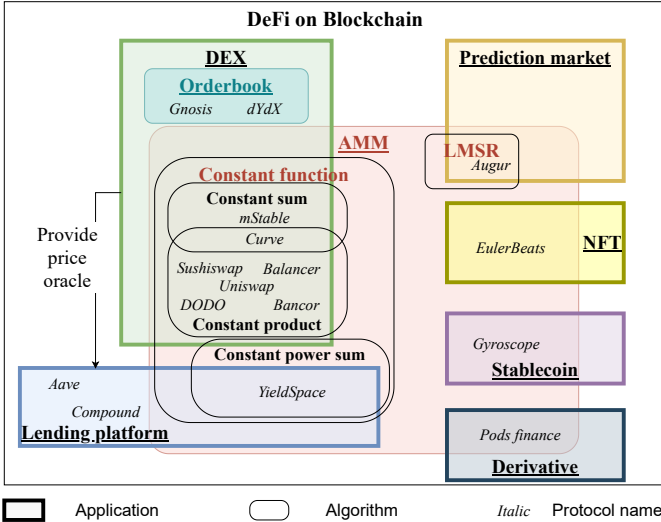 DeFi on Blockchain
DEX
Prediction market
Orderbook
Gnosis dYdX
AMM
LMSR
Augur
Constant function
Constant sum
mStable
Curve
Provide
price
oracle
EulerBeats
NFT
Sushiswap Balancer
Uniswap
DODO Bancor
Constant product
Constant power sum
Gyroscope
Stablecoin
Aave
Compound
YieldSpace
Lending platform
Pods finance
Derivative
Application Algorithm Italic Protocol name